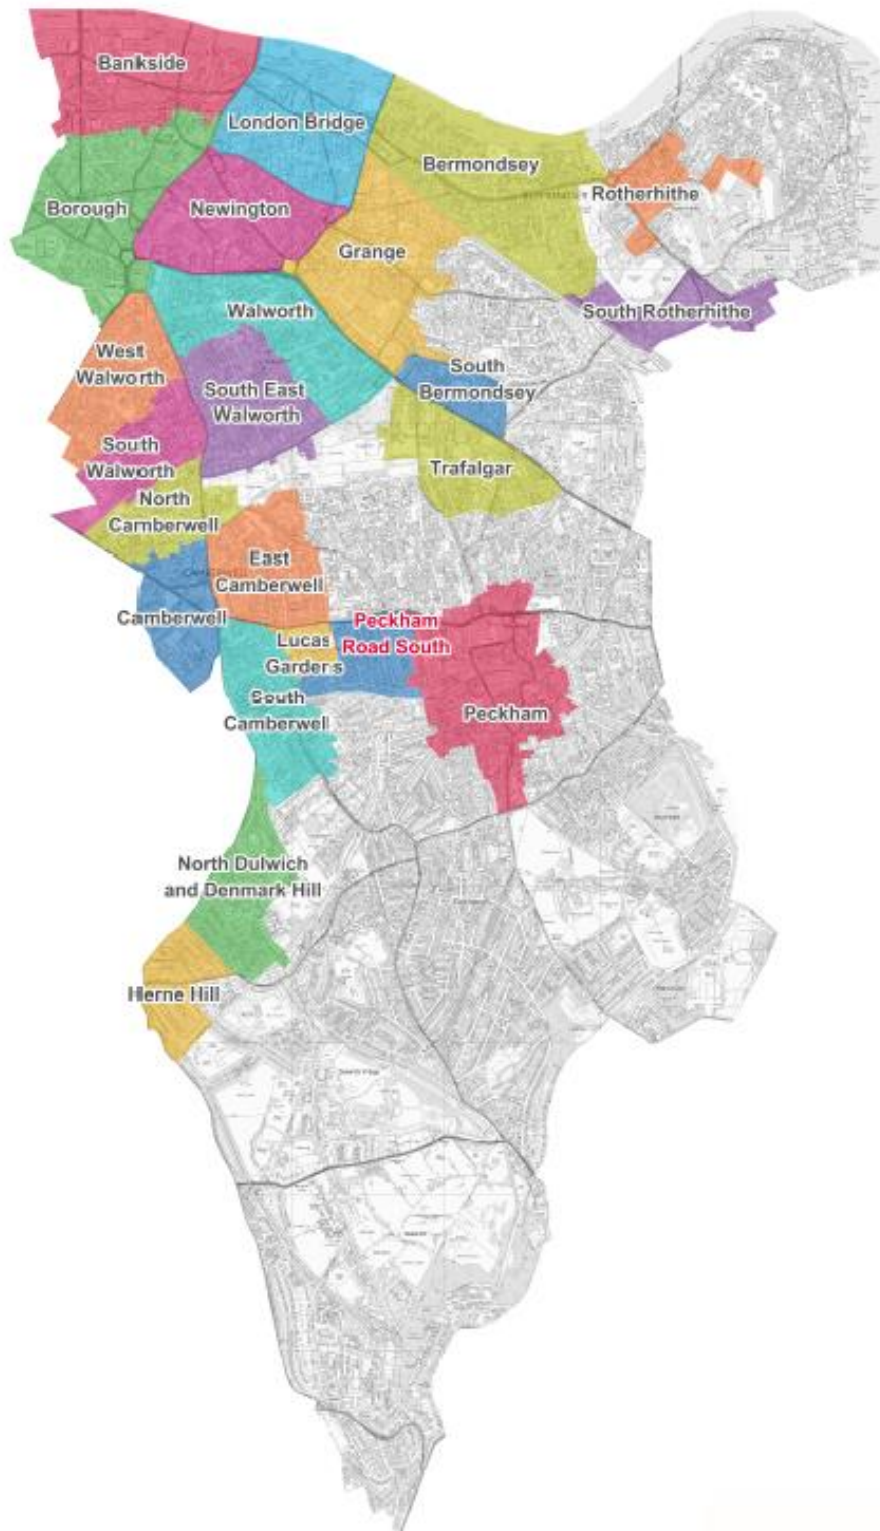 Bankside
London Bridge
Bermondsey
Rotherhithe
Borough
Newington
Grange
Walworth
South Rotherhithe
West
Walworth
South East
Walworth
South
Bermondsey
South
Walworth
Trafalgar
North
Camberwell
East
Camberwell
Camberwell
Peckham
Road South
Lucas
Gardens
South
Camberwell
Peckham
North Dulwich
and Denmark Hill
Herne Hill